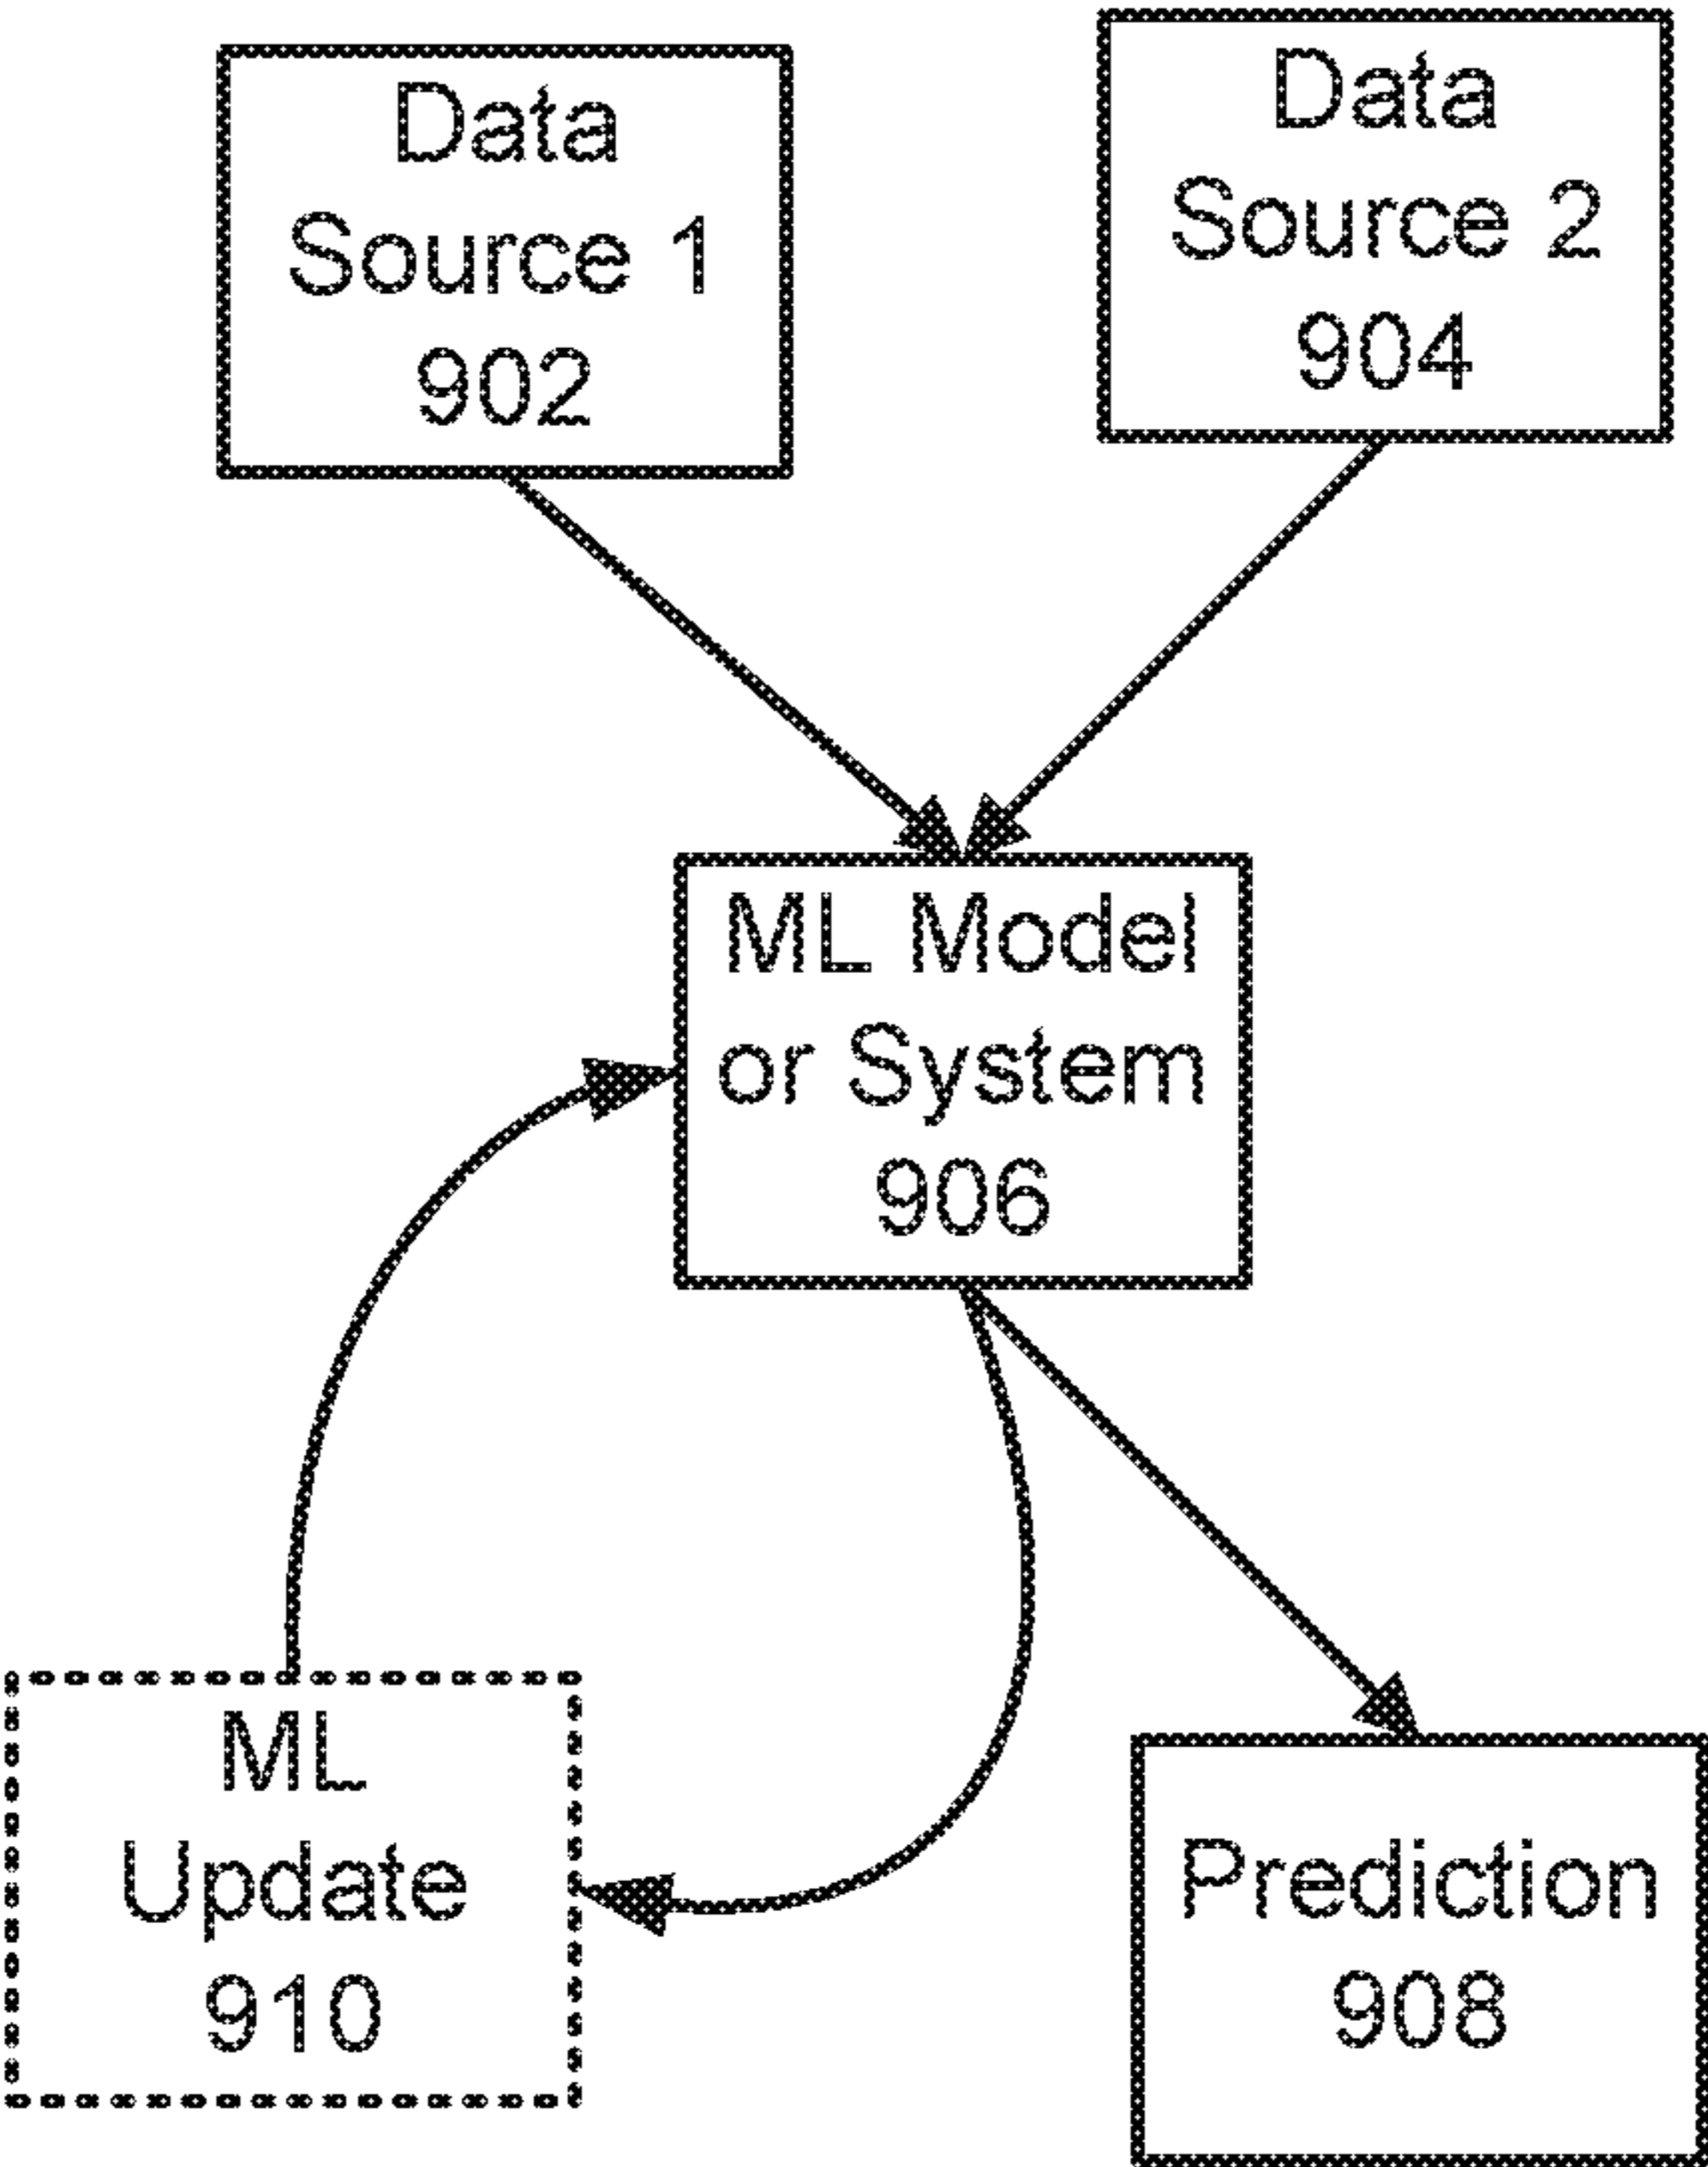 Data
Source 1
902
Data
Source 2
904
ML Model
or System
906
ML
Update
910
Prediction
908